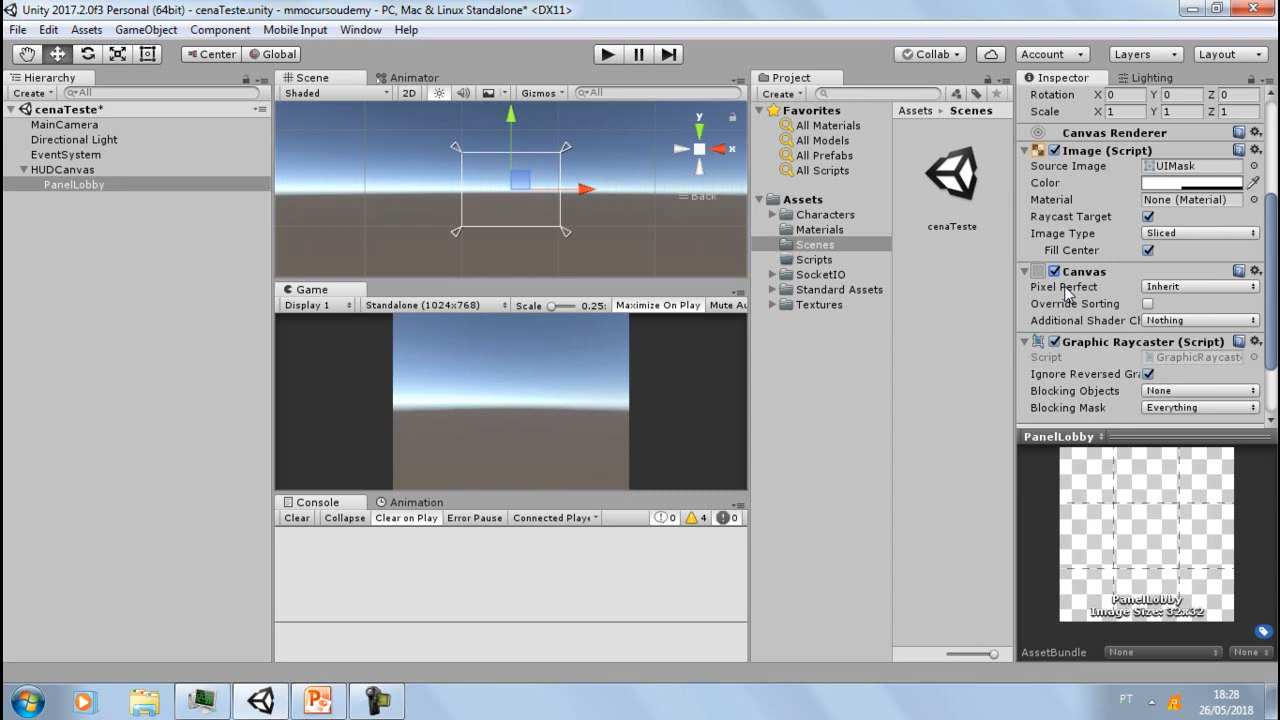 Unity 2017.2.0f3 Personal (64bit) - cenaTeste.unity - mmocursoudemy - PC, Mac & Linux Standalone* <DX11>
File Edit Assets GameObject Component Mobile Input Window Help
Center Global Collab Account Layers Layout
Hierarchy
Create All
cenaTeste*
MainCamera
Directional Light
EventSystem
HUDCanvas
PanelLobby
Scene Animator
Shaded 2D Gizmos All
y
x
Back
Game
Display 1 Standalone (1024x768) Scale 0.25: Maximize On Play Mute Au
Console Animation
Clear Collapse Clear on Play Error Pause Connected Playe 0 4 0
Project
Create
Favorites
All Materials
All Models
All Prefabs
All Scripts
Assets
Characters
Materials
Scenes
Scripts
SocketIO
Standard Assets
Textures
Assets Scenes
cenaTeste
Inspector Lighting
Rotation X 0 Y 0 Z 0
Scale X 1 Y 1 Z 1
Canvas Renderer
Image (Script)
Source Image UIMask
Color
Material None (Material)
Raycast Target
Image Type Sliced
Fill Center
Canvas
Pixel Perfect Inherit
Override Sorting
Additional Shader Cl Nothing
Graphic Raycaster (Script)
Script GraphicRaycast
Ignore Reversed Gra
Blocking Objects None
Blocking Mask Everything
PanelLobby
PanelLobby
Image Size: 32x32
AssetBundle None None
PT 18:28
26/05/2018